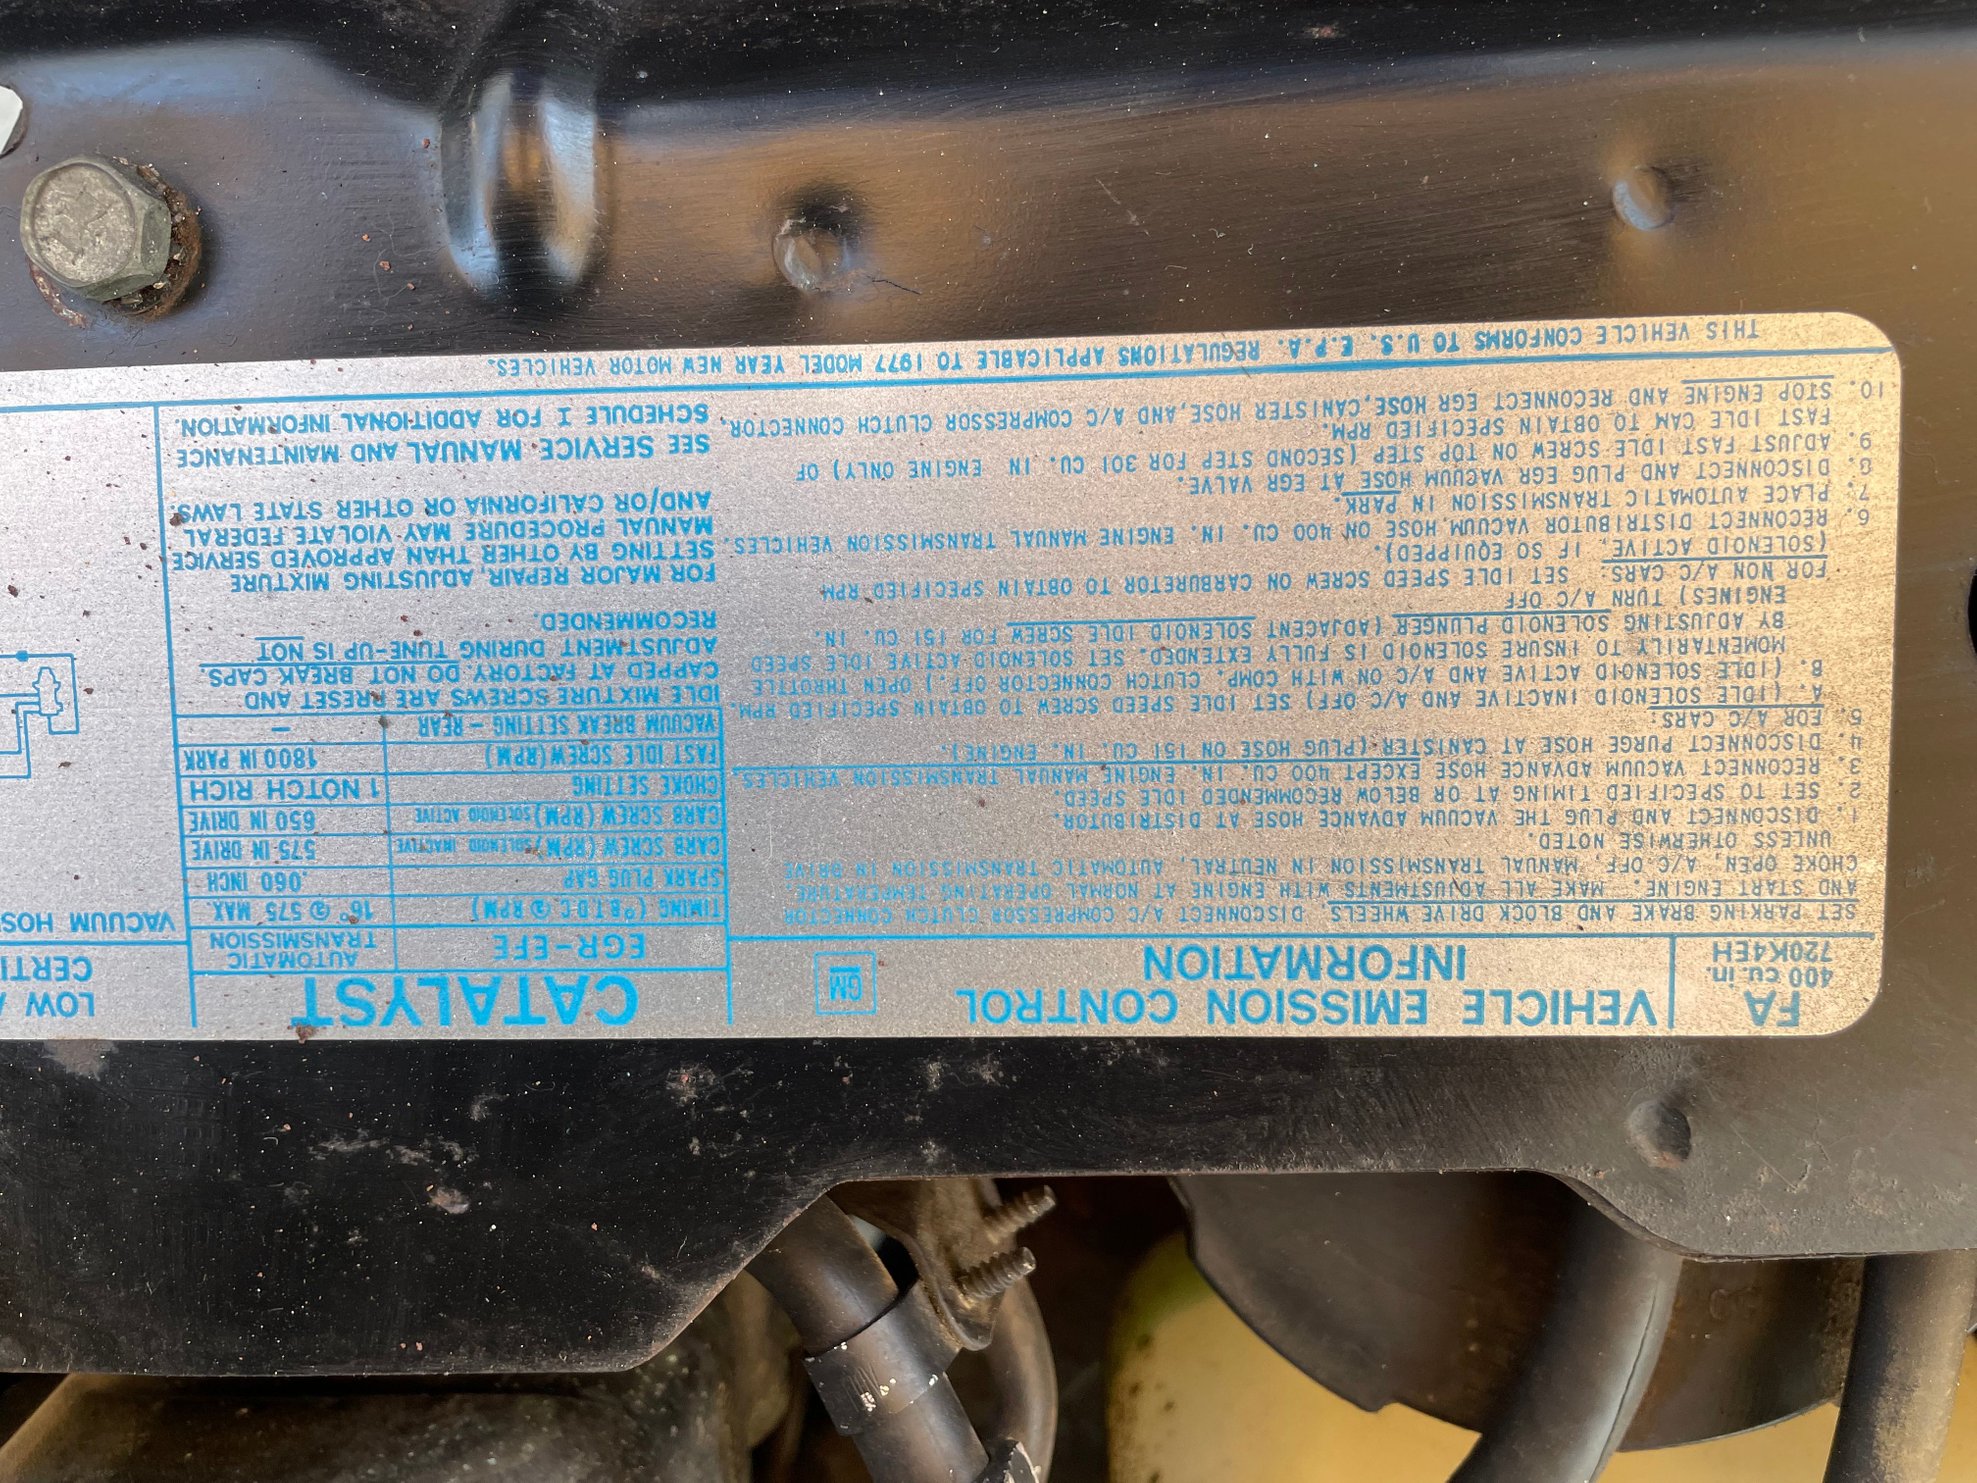 FA
400 cu. in.
720K4EH
VEHICLE EMISSION CONTROL
INFORMATION
GM
SET PARKING BRAKE AND BLOCK DRIVE WHEELS. DISCONNECT A/C COMPRESSOR CLUTCH CONNECTOR
AND START ENGINE. MAKE ALL ADJUSTMENTS WITH ENGINE AT NORMAL OPERATING TEMPERATURE,
CHOKE OPEN, A/C OFF, MANUAL TRANSMISSION IN NEUTRAL, AUTOMATIC TRANSMISSION IN DRIVE
UNLESS OTHERWISE NOTED.
1. DISCONNECT AND PLUG THE VACUUM ADVANCE HOSE AT DISTRIBUTOR.
2. SET TO SPECIFIED TIMING AT OR BELOW RECOMMENDED IDLE SPEED.
3. RECONNECT VACUUM ADVANCE HOSE EXCEPT 400 CU. IN. ENGINE MANUAL TRANSMISSION VEHICLES.
4. DISCONNECT PURGE HOSE AT CANISTER (PLUG HOSE ON 151 CU. IN. ENGINE).
5. FOR A/C CARS:
A. (IDLE SOLENOID INACTIVE AND A/C OFF) SET IDLE SPEED SCREW TO OBTAIN SPECIFIED RPM.
B. (IDLE SOLENOID ACTIVE AND A/C ON WITH COMP. CLUTCH CONNECTOR OFF.) OPEN THROTTLE
MOMENTARILY TO INSURE SOLENOID IS FULLY EXTENDED. SET SOLENOID ACTIVE IDLE SPEED
BY ADJUSTING SOLENOID PLUNGER (ADJACENT SOLENOID IDLE SCREW FOR 151 CU. IN.
ENGINES) TURN A/C OFF
FOR NON A/C CARS: SET IDLE SPEED SCREW ON CARBURETOR TO OBTAIN SPECIFIED RPM
(SOLENOID ACTIVE, IF SO EQUIPPED).
6. RECONNECT DISTRIBUTOR VACUUM HOSE ON 400 CU. IN. ENGINE MANUAL TRANSMISSION VEHICLES.
7. PLACE AUTOMATIC TRANSMISSION IN PARK.
8. DISCONNECT AND PLUG EGR VACUUM HOSE AT EGR VALVE.
9. ADJUST FAST IDLE SCREW ON TOP STEP (SECOND STEP FOR 301 CU. IN ENGINE ONLY) OF
FAST IDLE CAM TO OBTAIN SPECIFIED RPM.
10. STOP ENGINE AND RECONNECT EGR HOSE, CANISTER HOSE, AND A/C COMPRESSOR CLUTCH CONNECTOR.
THIS VEHICLE CONFORMS TO U.S. E.P.A. REGULATIONS APPLICABLE TO 1977 MODEL YEAR NEW MOTOR VEHICLES.
CATALYST
EGR-EFE AUTOMATIC TRANSMISSION
TIMING (°B.T.D.C.@RPM) 16° @ 575 MAX.
SPARK PLUG GAP .060 INCH
CARB SCREW (RPM) SOLENOID INACTIVE 575 IN DRIVE
CARB SCREW (RPM) SOLENOID ACTIVE 650 IN DRIVE
CHOKE SETTING 1 NOTCH RICH
FAST IDLE SCREW (RPM) 1800 IN PARK
VACUUM BREAK SETTING - REAR -
IDLE MIXTURE SCREWS ARE PRESET AND
CAPPED AT FACTORY. DO NOT BREAK CAPS.
ADJUSTMENT DURING TUNE-UP IS NOT
RECOMMENDED.
FOR MAJOR REPAIR, ADJUSTING MIXTURE
SETTING BY OTHER THAN APPROVED SERVICE
MANUAL PROCEDURE MAY VIOLATE FEDERAL
AND/OR CALIFORNIA OR OTHER STATE LAWS.
SEE SERVICE MANUAL AND MAINTENANCE
SCHEDULE I FOR ADDITIONAL INFORMATION.
LOW
CERTI
VACUUM HOS